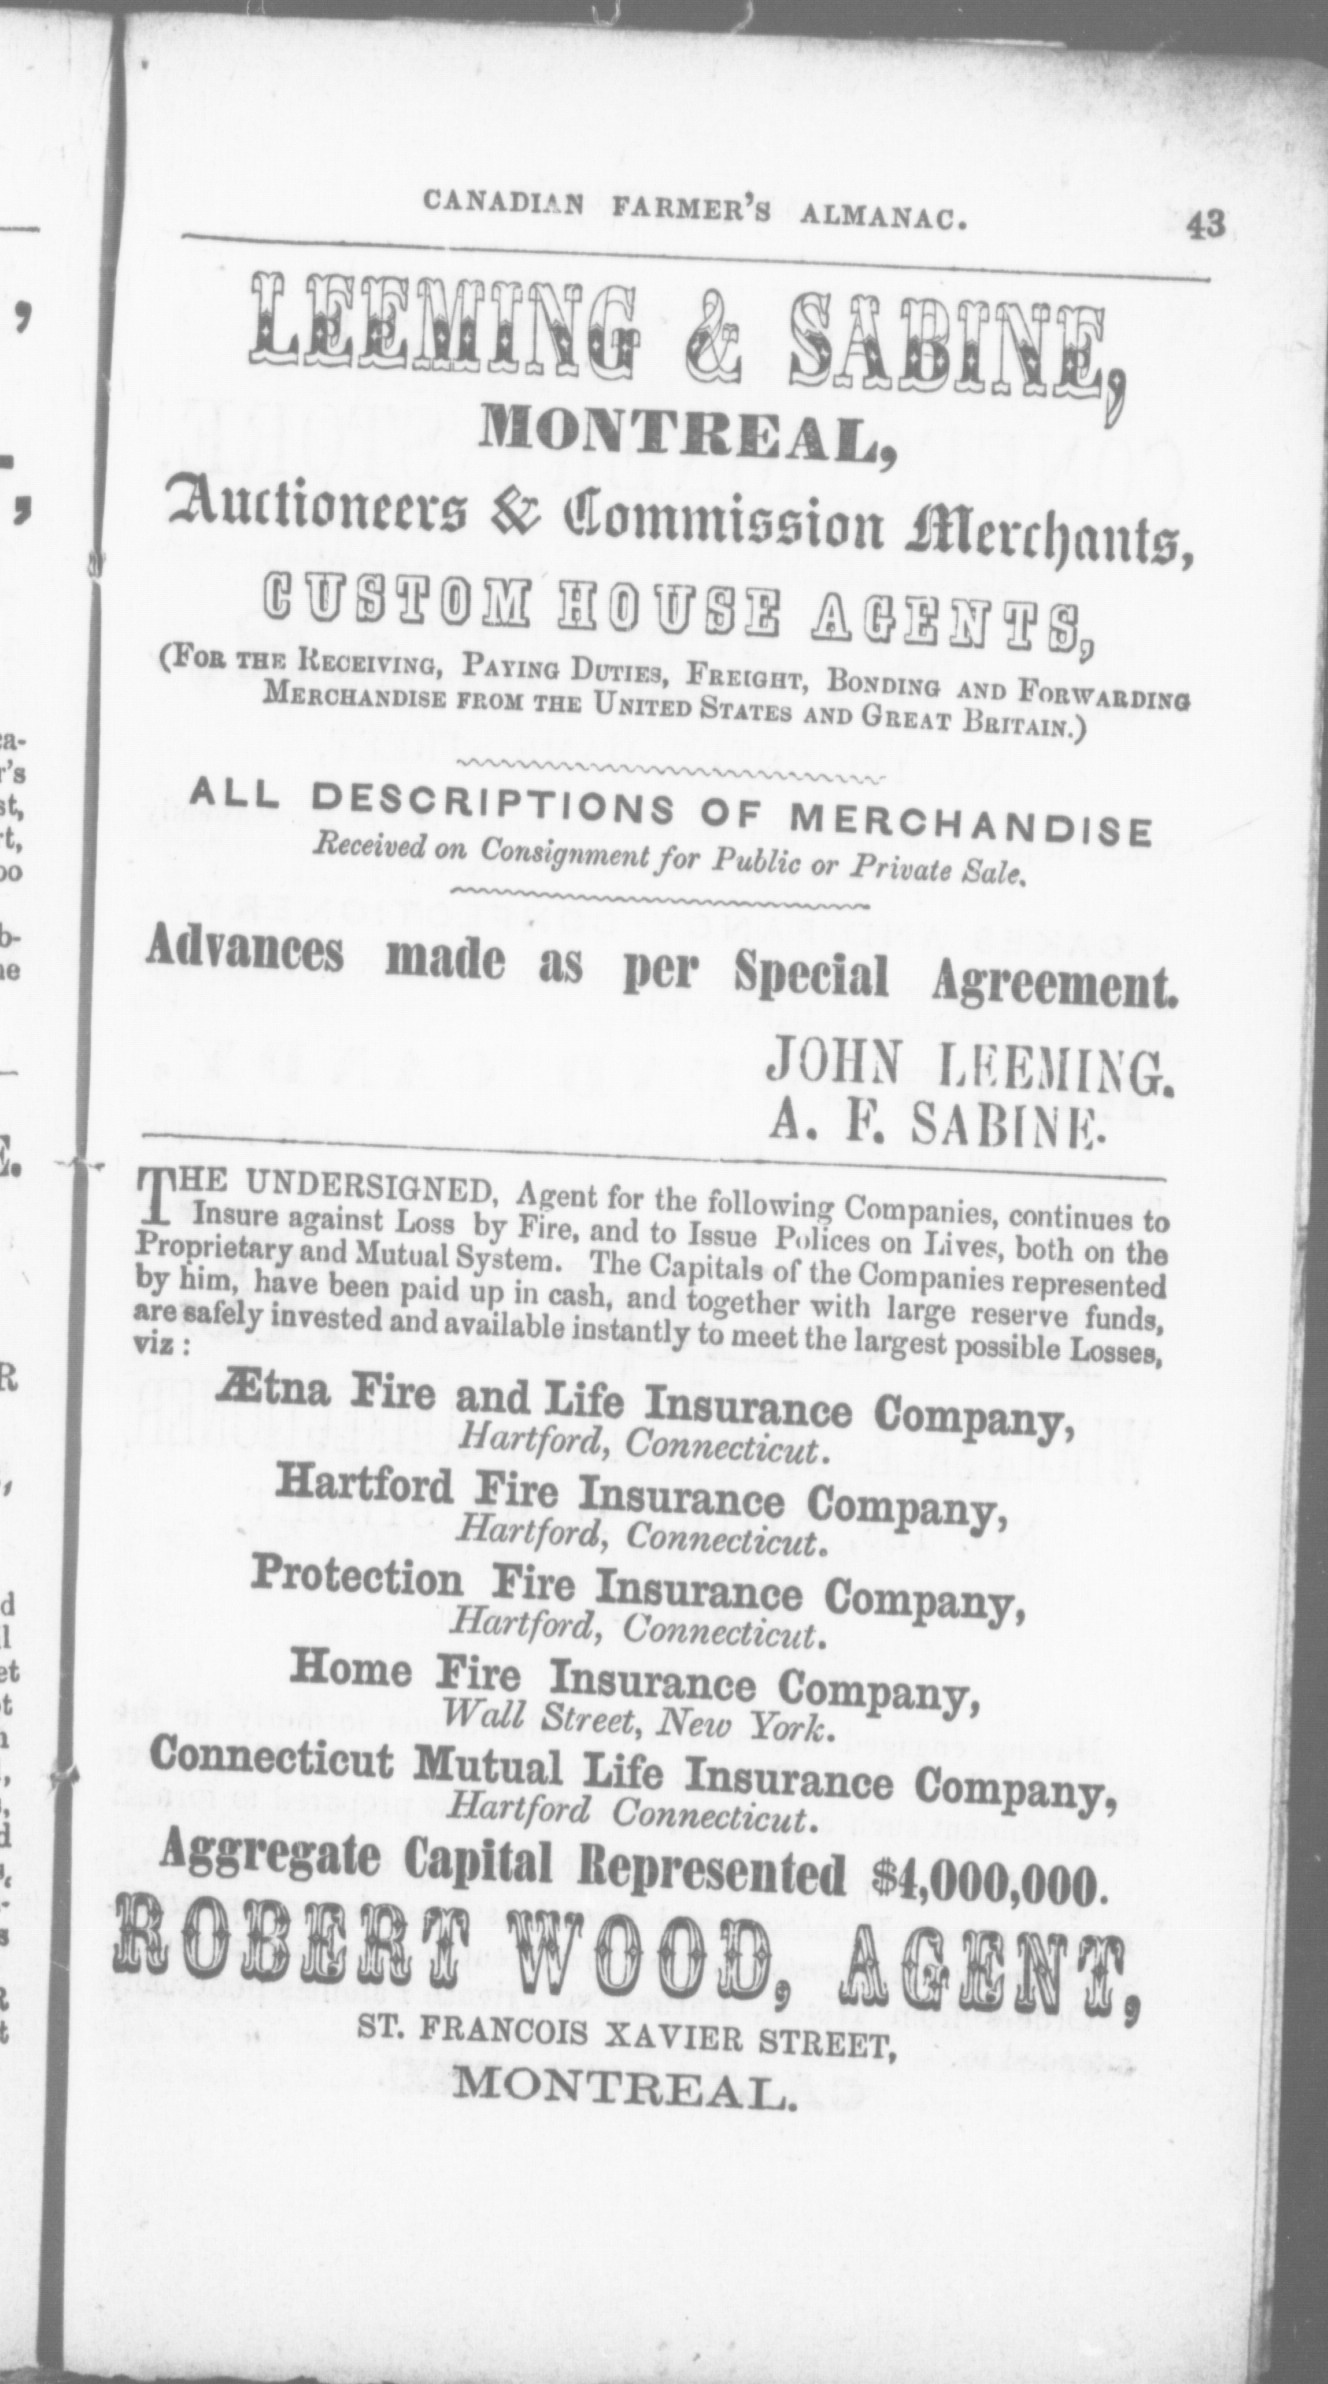 CANADIAN FARMER'S ALMANAC. 43
LEEMING & SABINE,
MONTREAL,
Auctioneers & Commission Merchants,
CUSTOM HOUSE AGENTS,
(FOR THE RECEIVING, PAYING DUTIES, FREIGHT, BONDING AND FORWARDING
MERCHANDISE FROM THE UNITED STATES AND GREAT BRITAIN.)
ALL DESCRIPTIONS OF MERCHANDISE
Received on Consignment for Public or Private Sale.
Advances made as per Special Agreement.
JOHN LEEMING.
A. F. SABINE.
THE UNDERSIGNED, Agent for the following Companies, continues to
Insure against Loss by Fire, and to Issue Polices on Lives, both on the
Proprietary and Mutual System. The Capitals of the Companies represented
by him, have been paid up in cash, and together with large reserve funds,
are safely invested and available instantly to meet the largest possible Losses,
viz :
Ætna Fire and Life Insurance Company,
Hartford, Connecticut.
Hartford Fire Insurance Company,
Hartford, Connecticut.
Protection Fire Insurance Company,
Hartford, Connecticut.
Home Fire Insurance Company,
Wall Street, New York.
Connecticut Mutual Life Insurance Company,
Hartford Connecticut.
Aggregate Capital Represented $4,000,000.
ROBERT WOOD, AGENT,
ST. FRANCOIS XAVIER STREET,
MONTREAL.